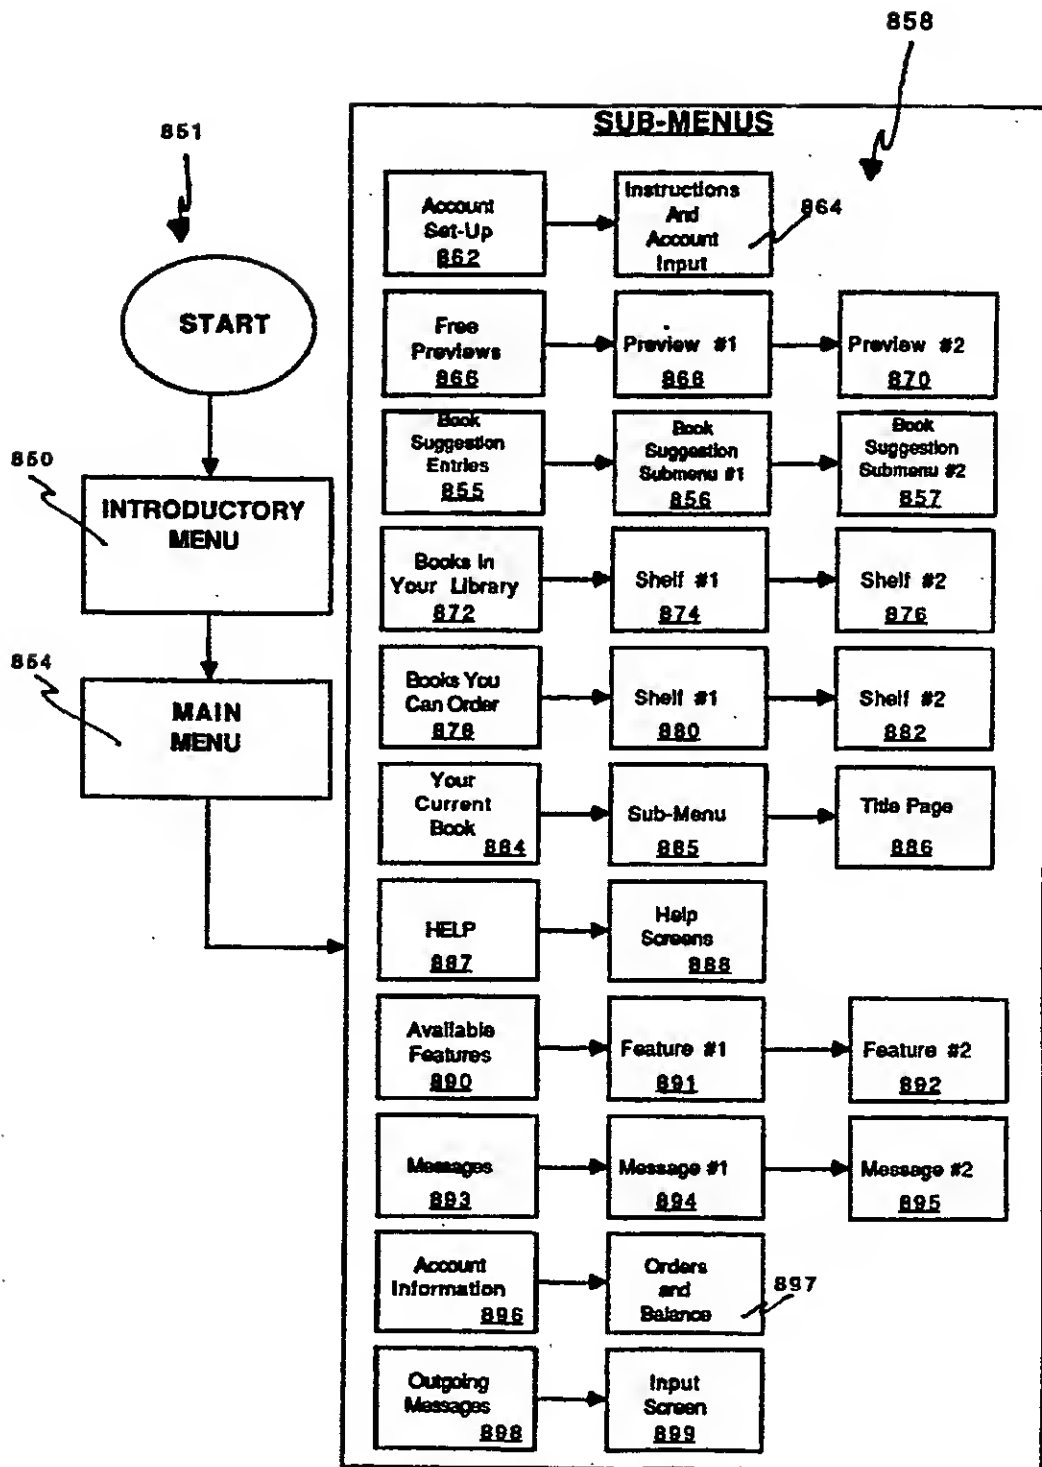 858
851
SUB-MENUS
START
850
INTRODUCTORY
MENU
854
MAIN
MENU
Account
Set-Up
862
Instructions
And
Account
Input
864
Free
Previews
866
Preview #1
868
Preview #2
870
Book
Suggestion
Entries
855
Book
Suggestion
Submenu #1
856
Book
Suggestion
Submenu #2
857
Books In
Your Library
872
Shelf #1
874
Shelf #2
876
Books You
Can Order
878
Shelf #1
880
Shelf #2
882
Your
Current
Book
884
Sub-Menu
885
Title Page
886
HELP
887
Help
Screens
888
Available
Features
890
Feature #1
891
Feature #2
892
Messages
893
Message #1
894
Message #2
895
Account
Information
896
Orders
and
Balance
897
Outgoing
Messages
898
Input
Screen
899